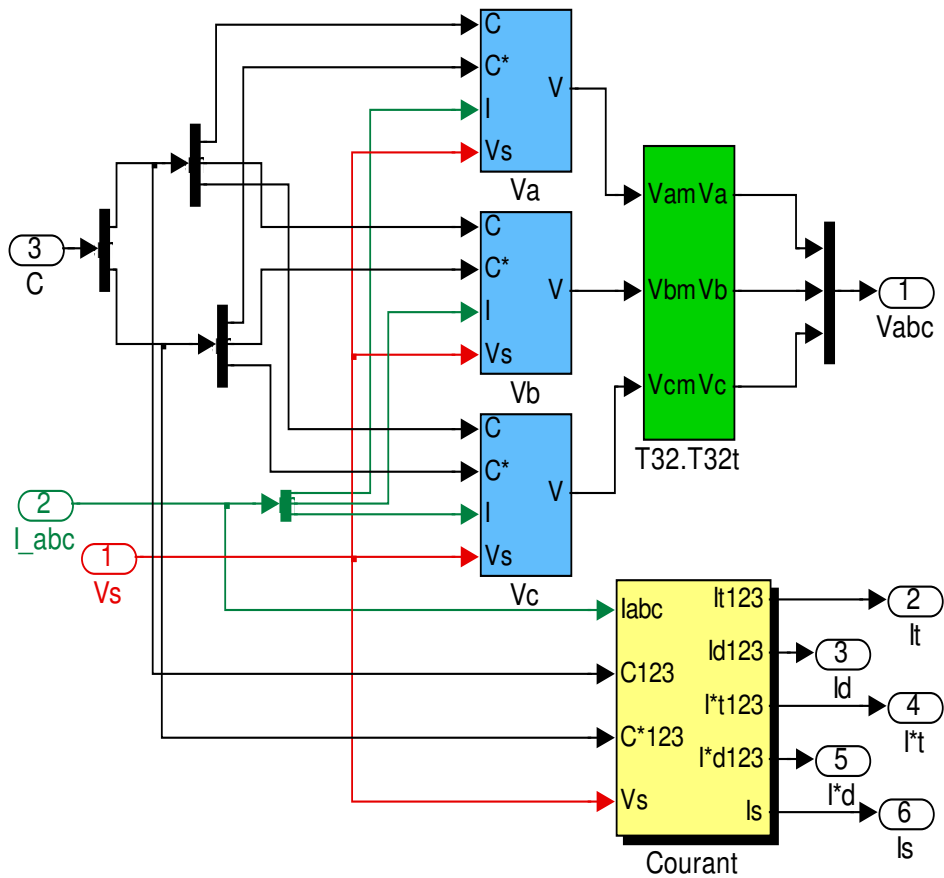 C
C*
I
Vs
V
Va
C
C*
I
Vs
V
Vb
C
C*
I
Vs
V
Vc
3
C
2
I_abc
1
Vs
Vam Va
Vbm Vb
Vcm Vc
T32.T32t
1
Vabc
Iabc
C123
C*123
Vs
It123
Id123
I*t123
I*d123
Is
Courant
2
It
3
Id
4
I*t
5
I*d
6
Is